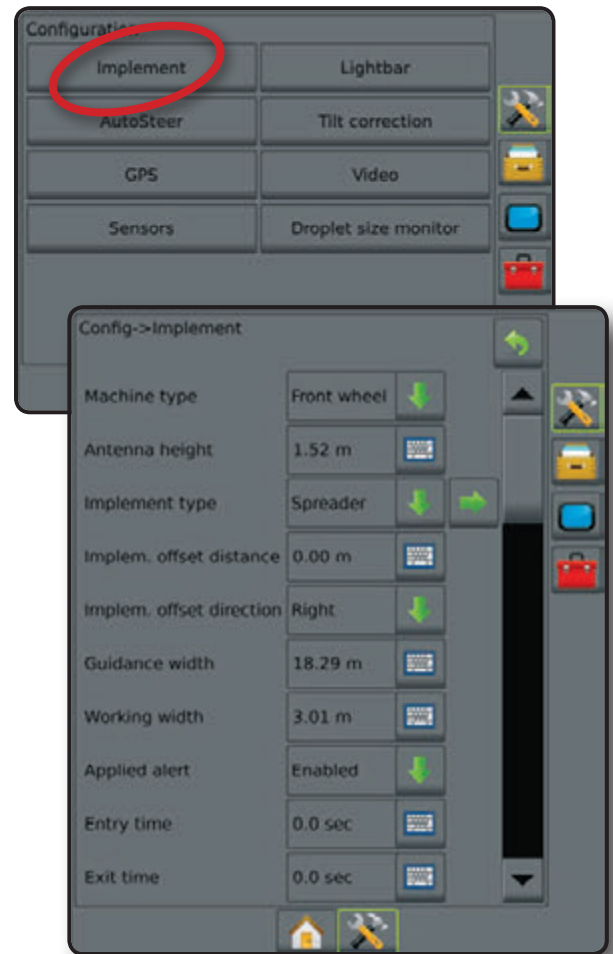 Configuration
Implement Lightbar
AutoSteer Tilt correction
GPS Video
Sensors Droplet size monitor
Config->Implement
Machine type Front wheel
Antenna height 1.52 m
Implement type Spreader
Implem. offset distance 0.00 m
Implem. offset direction Right
Guidance width 18.29 m
Working width 3.01 m
Applied alert Enabled
Entry time 0.0 sec
Exit time 0.0 sec